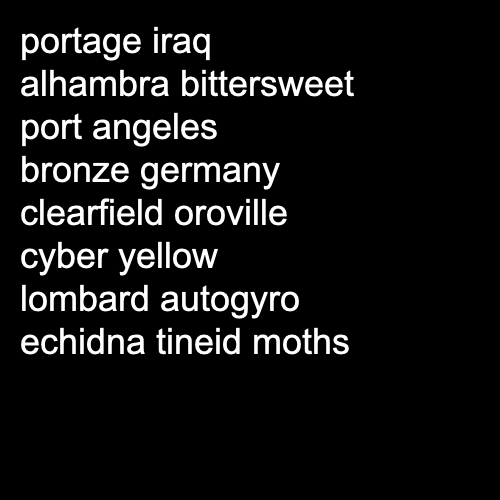 portage iraq
alhambra bittersweet
port angeles
bronze germany
clearfield oroville
cyber yellow
lombard autogyro
echidna tineid moths